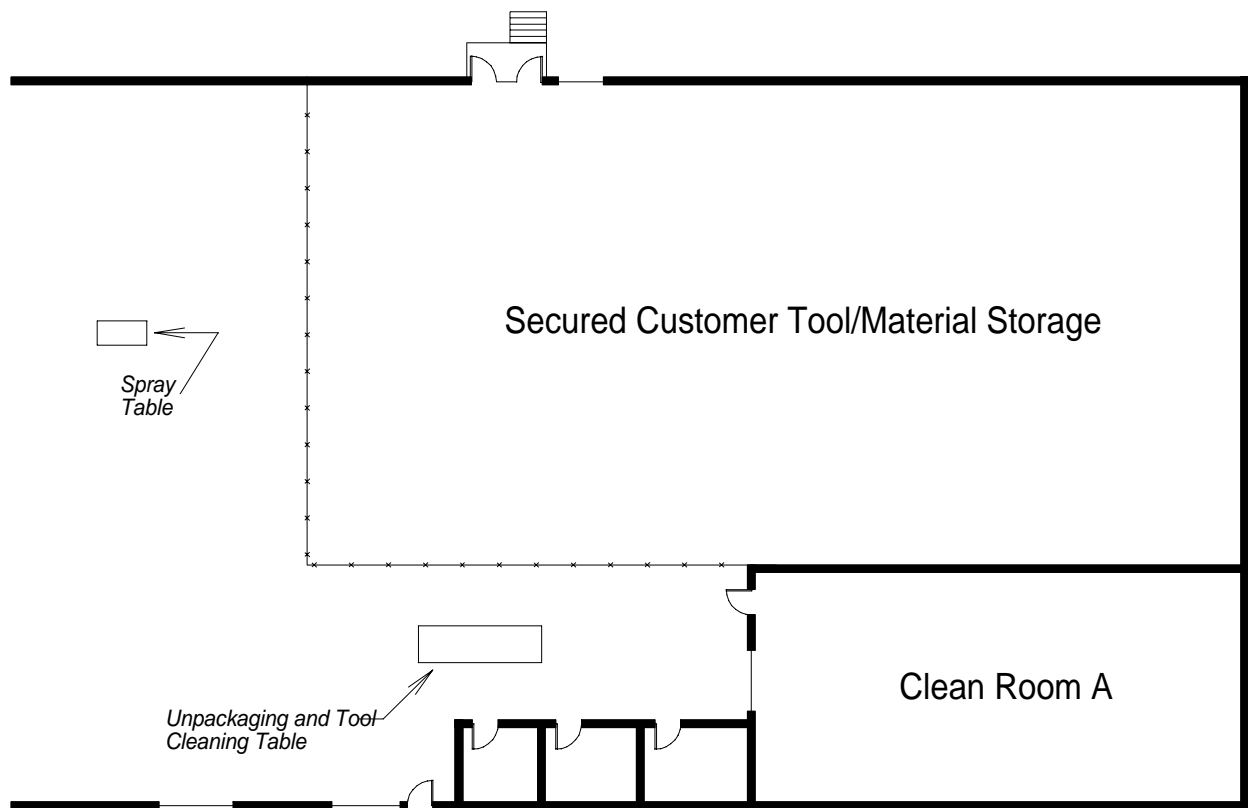 Secured Customer Tool/Material Storage
Spray
Table
Clean Room A
Unpackaging and Tool
Cleaning Table